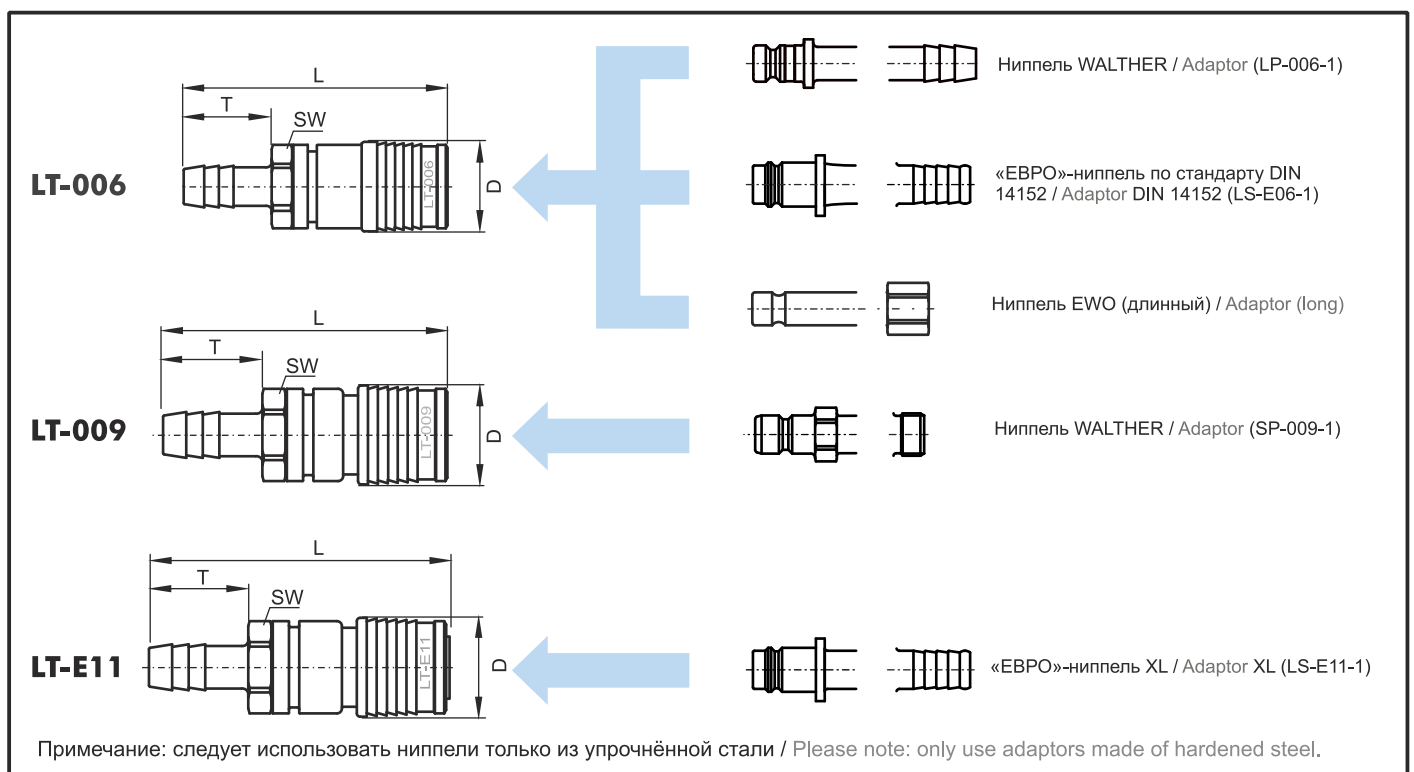 L
T
SW
LT-006
LT-006
D
Ниппель WALTHER / Adaptor (LP-006-1)
«ЕВРО»-ниппель по стандарту DIN
14152 / Adaptor DIN 14152 (LS-E06-1)
Ниппель EWO (длинный) / Adaptor (long)
L
T
SW
LT-009
LT-009
D
Ниппель WALTHER / Adaptor (SP-009-1)
L
T
SW
LT-E11
LT-E11
D
«ЕВРО»-ниппель XL / Adaptor XL (LS-E11-1)
Примечание: следует использовать ниппели только из упрочнённой стали / Please note: only use adaptors made of hardened steel.